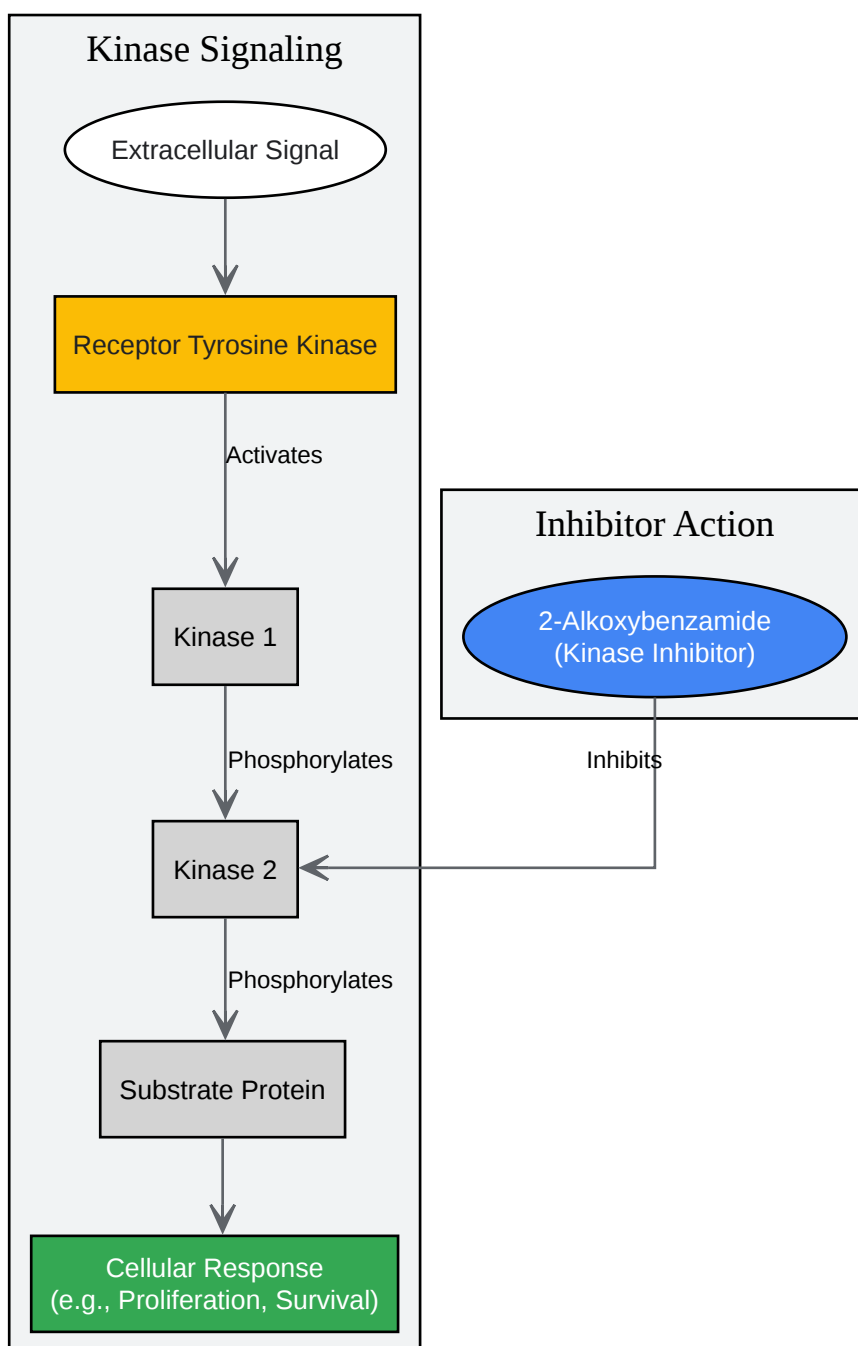 Kinase Signaling
Extracellular Signal
Receptor Tyrosine Kinase
Activates
Inhibitor Action
2-Alkoxybenzamide
(Kinase Inhibitor)
Kinase 1
Phosphorylates
Inhibits
Kinase 2
Phosphorylates
Substrate Protein
Cellular Response
(e.g., Proliferation, Survival)